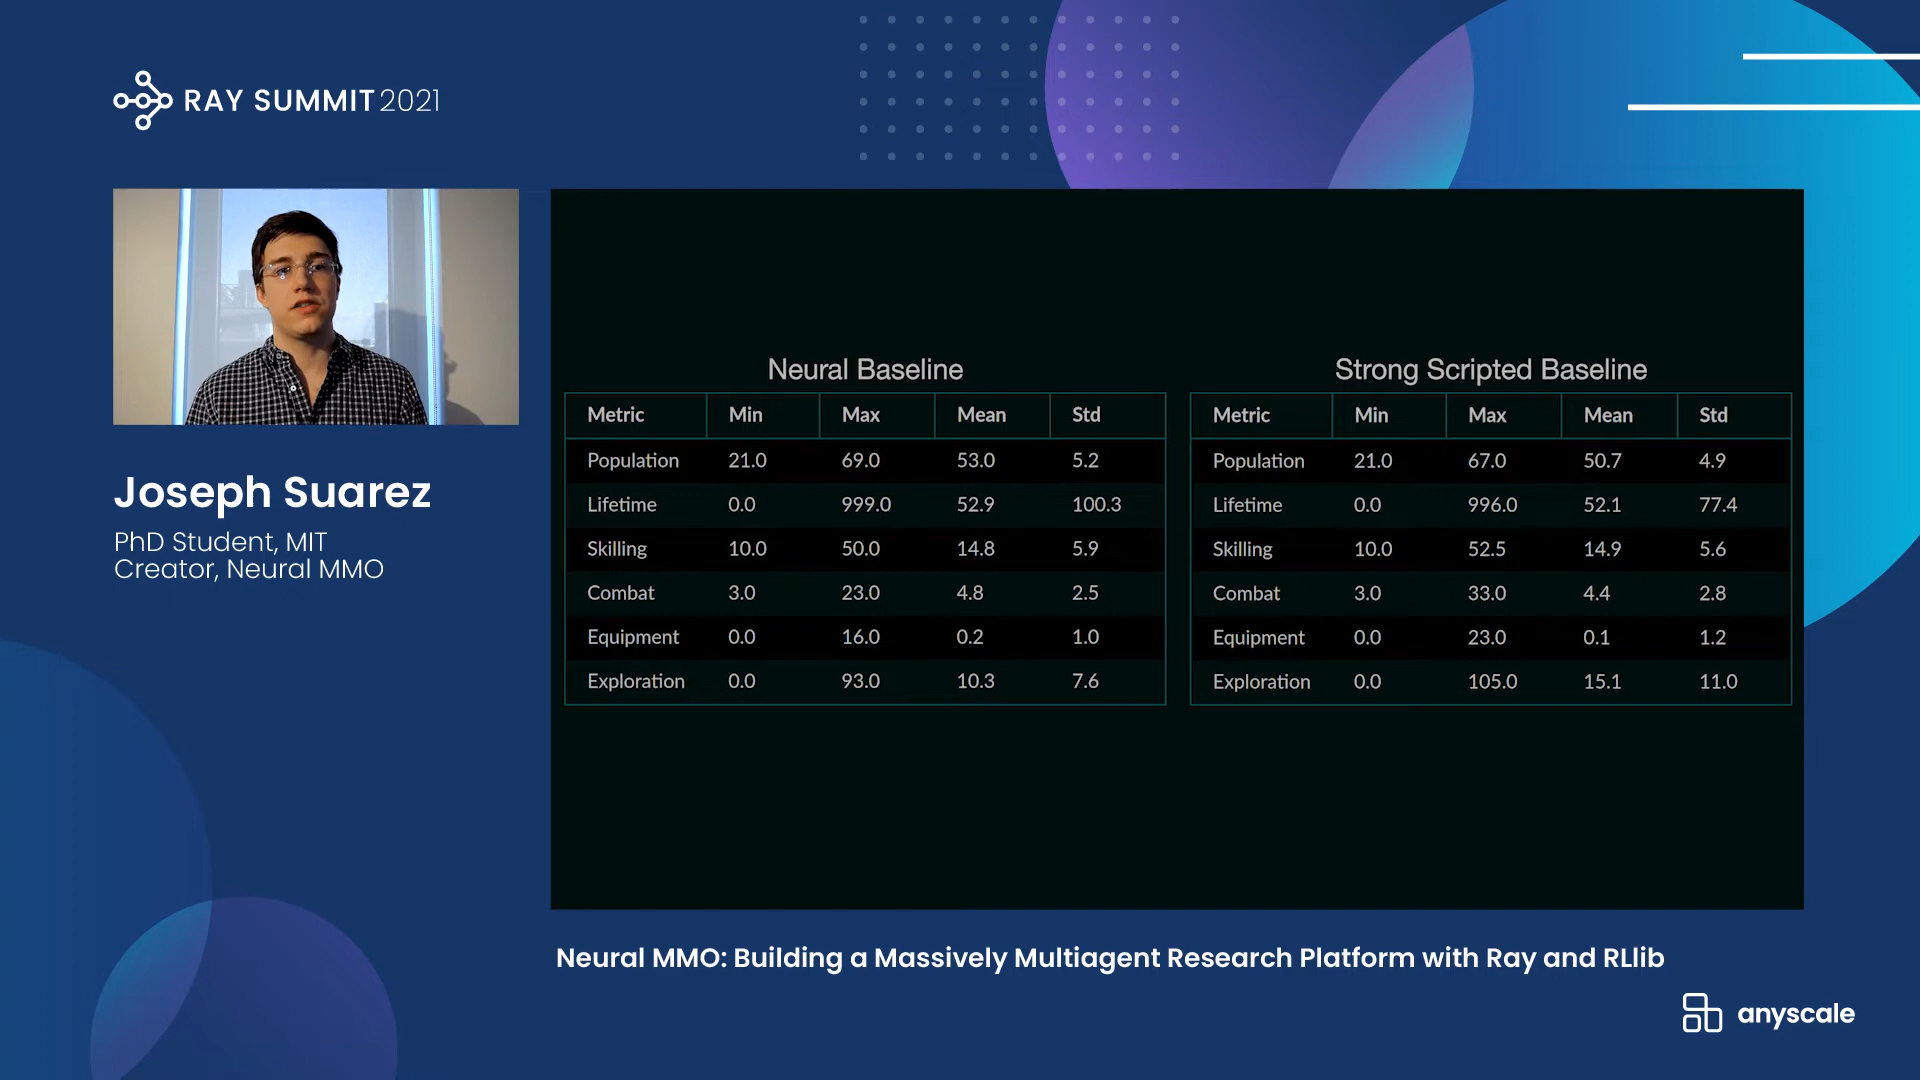 RAY SUMMIT 2021
Joseph Suarez
PhD Student, MIT
Creator, Neural MMO
Neural Baseline
Metric Min Max Mean Std
Population 21.0 69.0 53.0 5.2
Lifetime 0.0 999.0 52.9 100.3
Skilling 10.0 50.0 14.8 5.9
Combat 3.0 23.0 4.8 2.5
Equipment 0.0 16.0 0.2 1.0
Exploration 0.0 93.0 10.3 7.6
Strong Scripted Baseline
Metric Min Max Mean Std
Population 21.0 67.0 50.7 4.9
Lifetime 0.0 996.0 52.1 77.4
Skilling 10.0 52.5 14.9 5.6
Combat 3.0 33.0 4.4 2.8
Equipment 0.0 23.0 0.1 1.2
Exploration 0.0 105.0 15.1 11.0
Neural MMO: Building a Massively Multiagent Research Platform with Ray and RLlib
anyscale